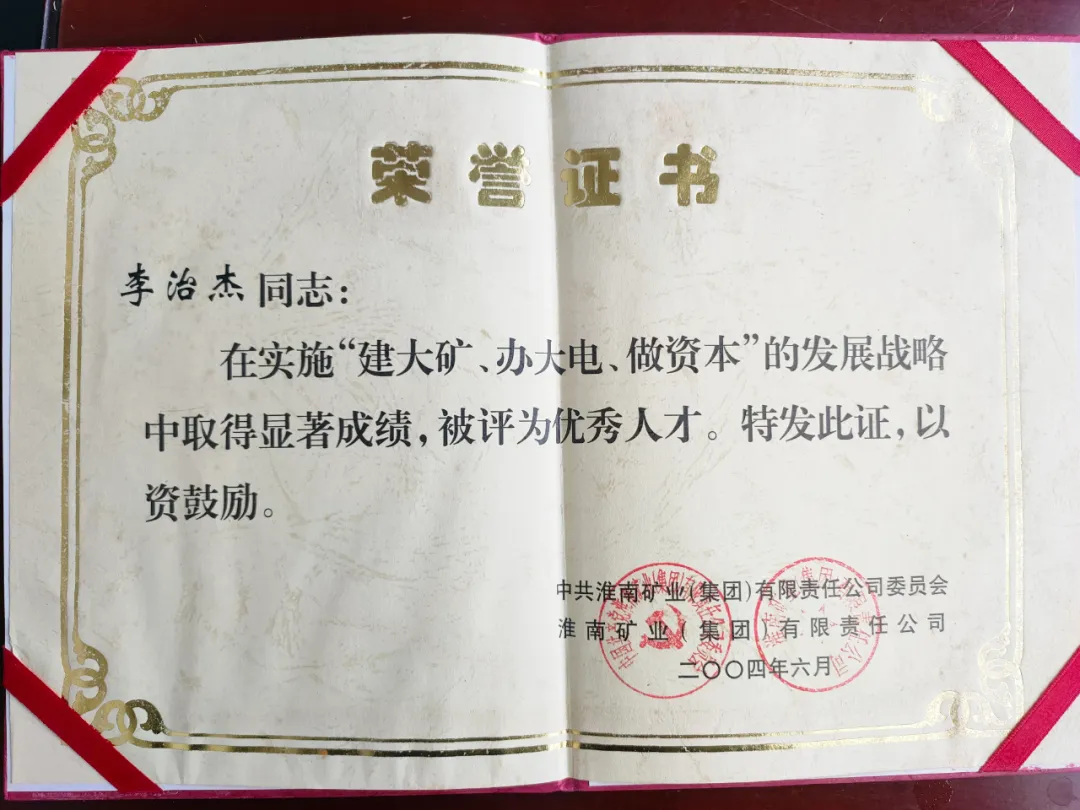 荣誉证书
李治杰 同志：
在实施“建大矿、办大电、做资本”的发展战略
中取得显著成绩，被评为优秀人才。特发此证，以
资鼓励。
中共淮南矿业(集团)有限责任公司委员会
淮南矿业(集团)有限责任公司
二〇〇四年六月